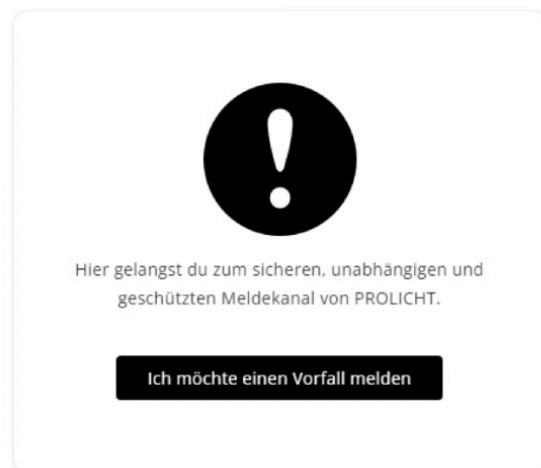 Hier gelangst du zum sicheren, unabhängigen und
geschützten Meldekanal von PROLICHT.
Ich möchte einen Vorfall melden